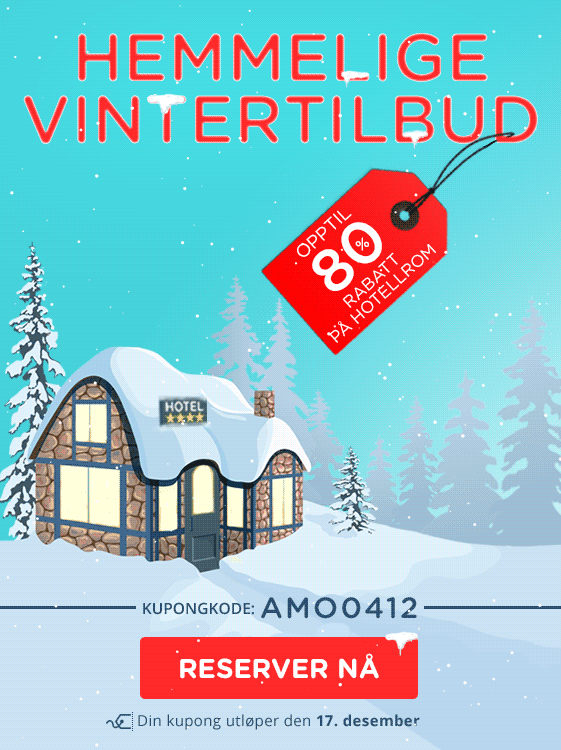 HEMMELIGE
VINTERTILBUD
OPPTIL
80%
RABATT
PÅ HOTELLROM
HOTEL
KUPONGKODE: AMO0412
RESERVER NÅ
Din kupong utløper den 17. desember